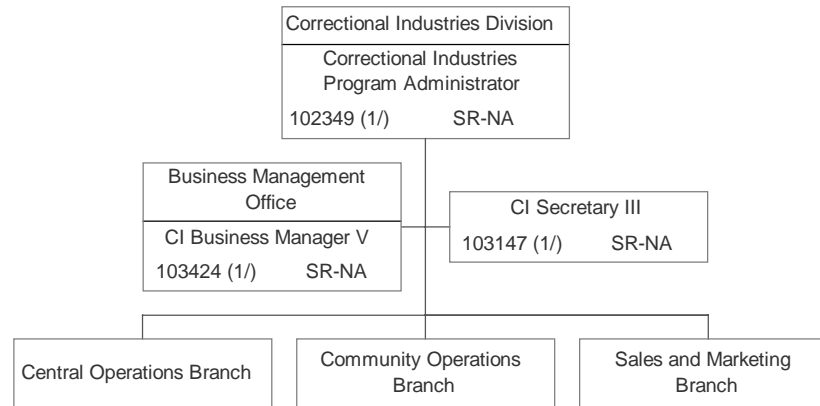 Correctional Industries Division
Correctional Industries
Program Administrator
102349 (1/) SR-NA
Business Management
Office
CI Business Manager V
103424 (1/) SR-NA
CI Secretary III
103147 (1/) SR-NA
Central Operations Branch
Community Operations
Branch
Sales and Marketing
Branch